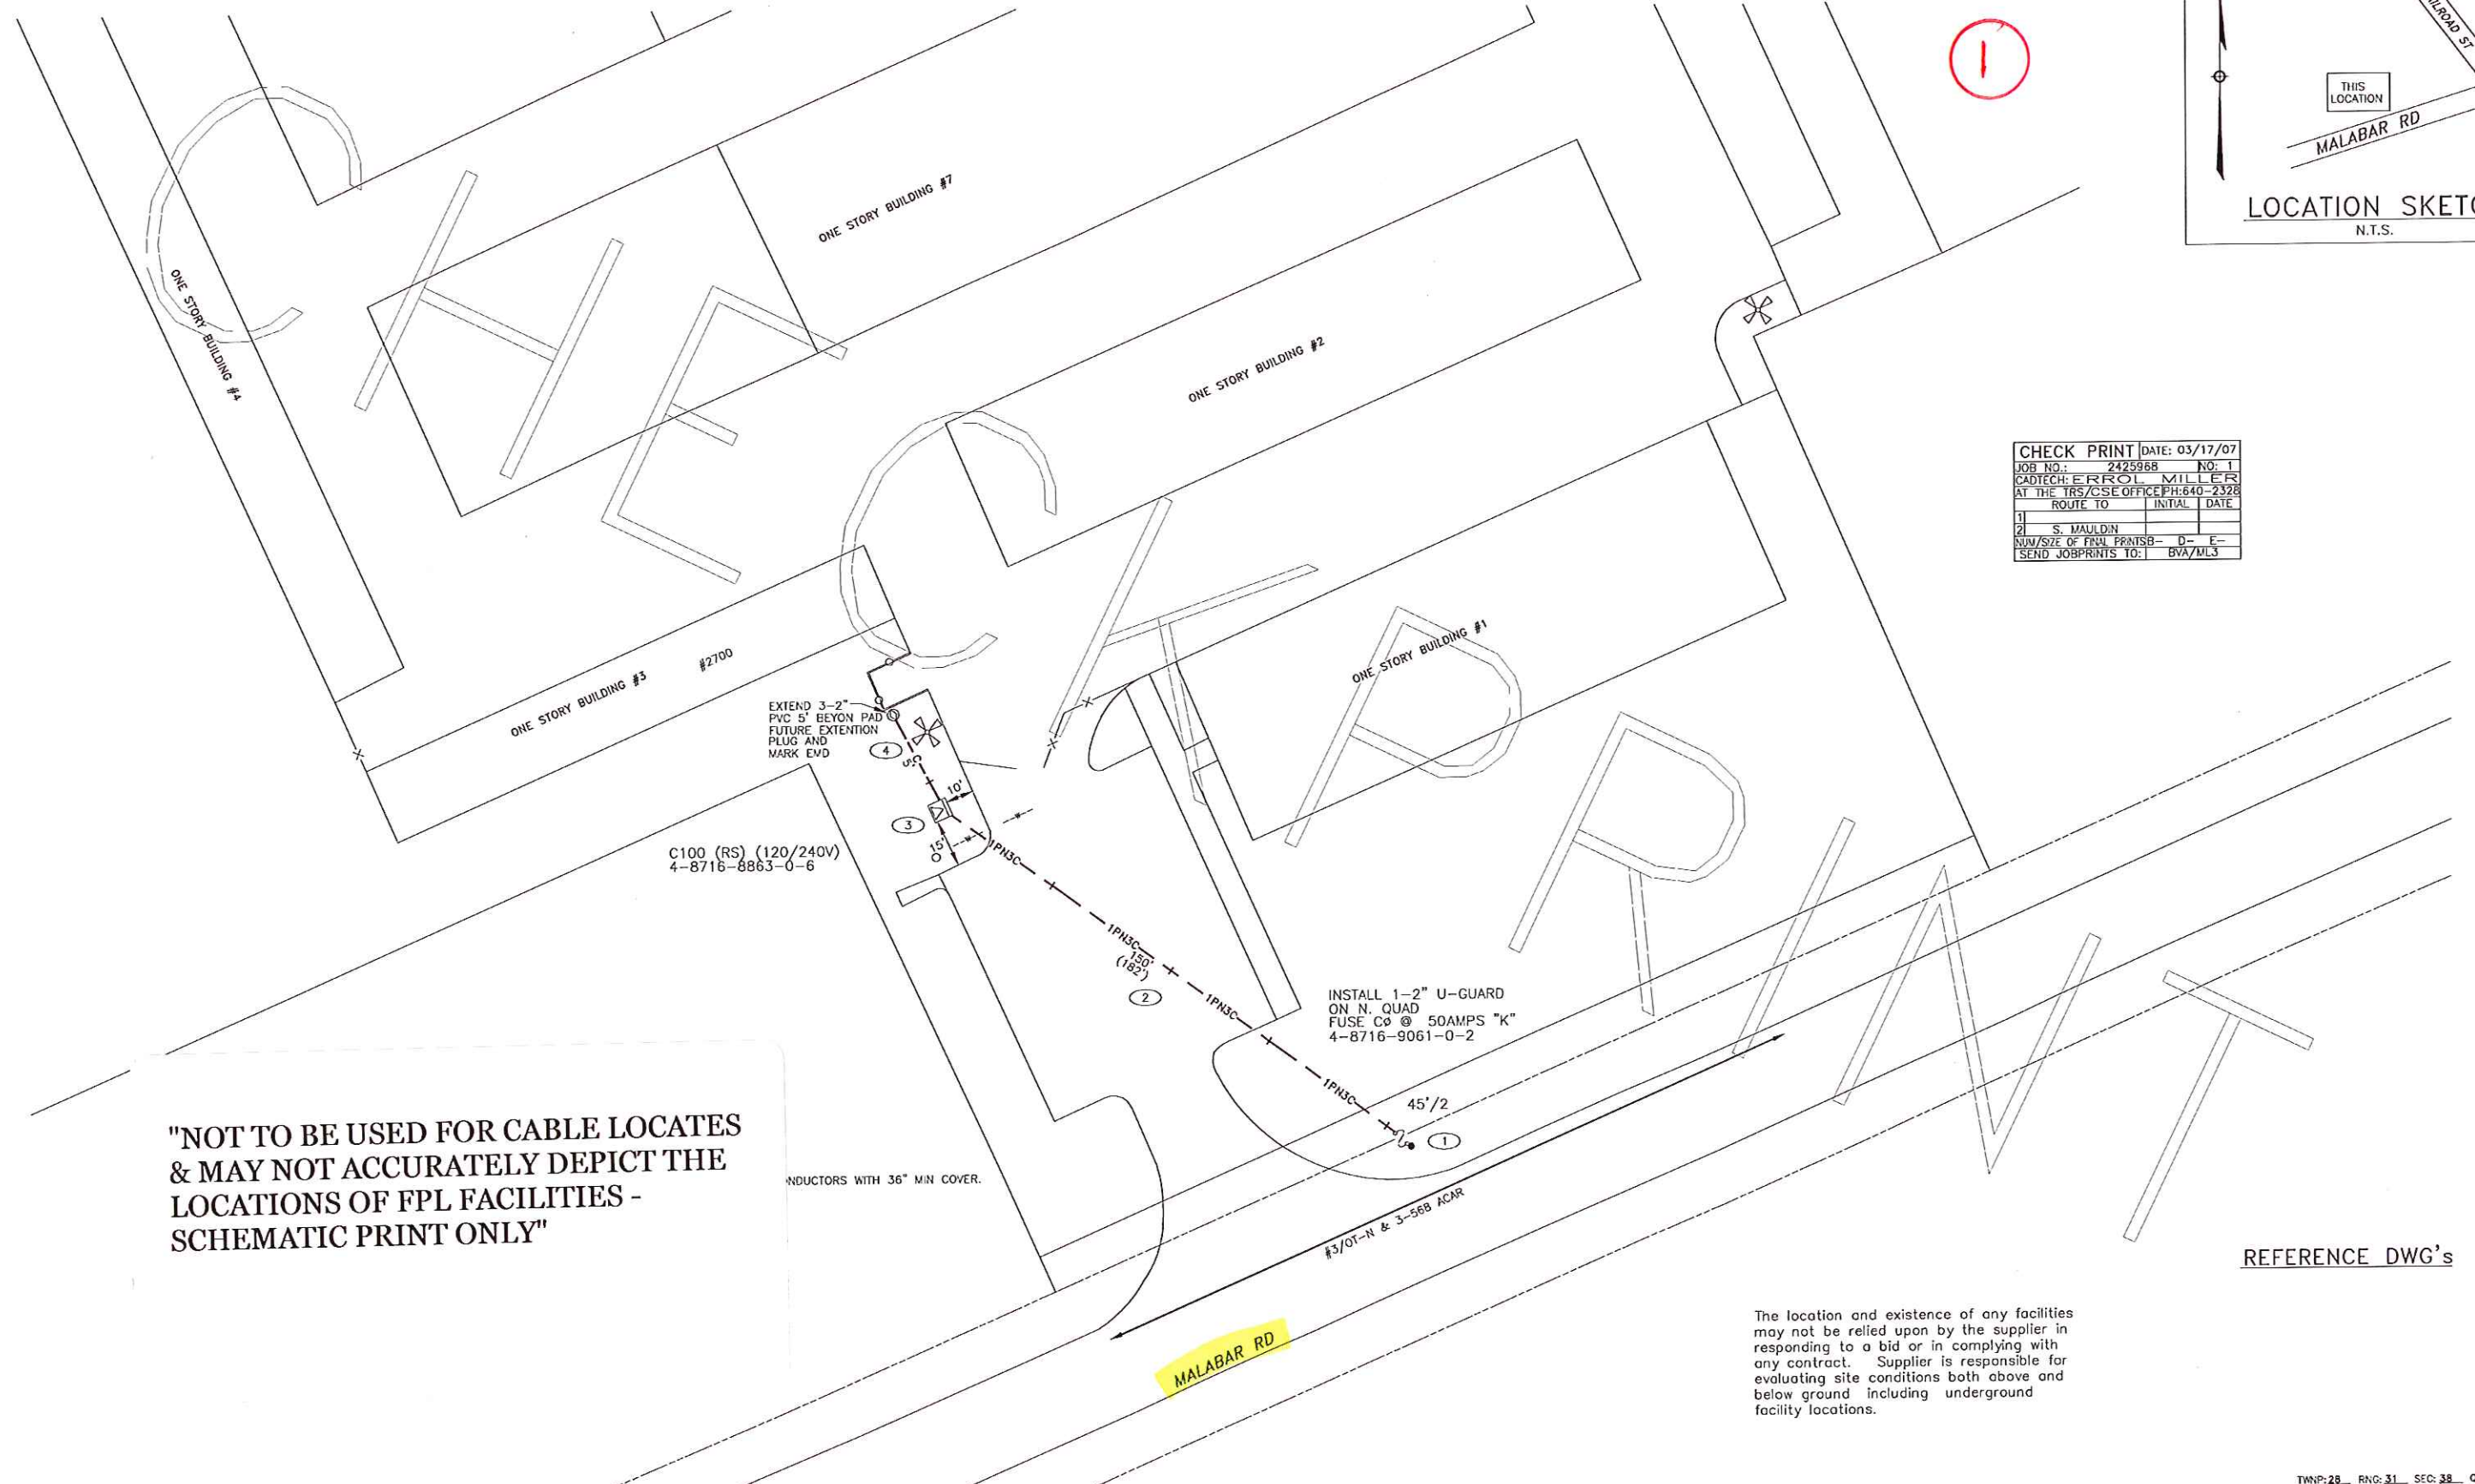 1
RAILROAD ST
THIS
LOCATION
MALABAR RD
LOCATION SKETC
N.T.S.
ONE STORY BUILDING #7
ONE STORY BUILDING #4
ONE STORY BUILDING #2
CHECK PRINT DATE: 03/17/07
JOB NO.: 2425968 NO: 1
CADTECH: ERROL MILLER
AT THE TRS/CSE OFFICE PH:640-2328
ROUTE TO INITIAL DATE
1
2 S. MAULDIN
NUM/SIZE OF FINAL PRINTS B- D- E-
SEND JOBPRINTS TO: BVA/ML3
CHECK
CAD
PRINT
ONE STORY BUILDING #1
ONE STORY BUILDING #3
#2700
EXTEND 3-2"
PVC 5' BEYON PAD
FUTURE EXTENTION
PLUG AND
MARK END
4
5'
10'
3
15'
C100 (RS) (120/240V)
4-8716-8863-0-6
1PN3C
1PN3C
150'
(182')
2
1PN3C
INSTALL 1-2" U-GUARD
ON N. QUAD
FUSE CØ @ 50AMPS "K"
4-8716-9061-0-2
1PN3C
45'/2
1
"NOT TO BE USED FOR CABLE LOCATES
& MAY NOT ACCURATELY DEPICT THE
LOCATIONS OF FPL FACILITIES -
SCHEMATIC PRINT ONLY"
NDUCTORS WITH 36" MIN COVER.
#3/OT-N & 3-568 ACAR
MALABAR RD
REFERENCE DWG's
The location and existence of any facilities
may not be relied upon by the supplier in
responding to a bid or in complying with
any contract. Supplier is responsible for
evaluating site conditions both above and
below ground including underground
facility locations.
TWNP:28 RNG:31 SEC:38